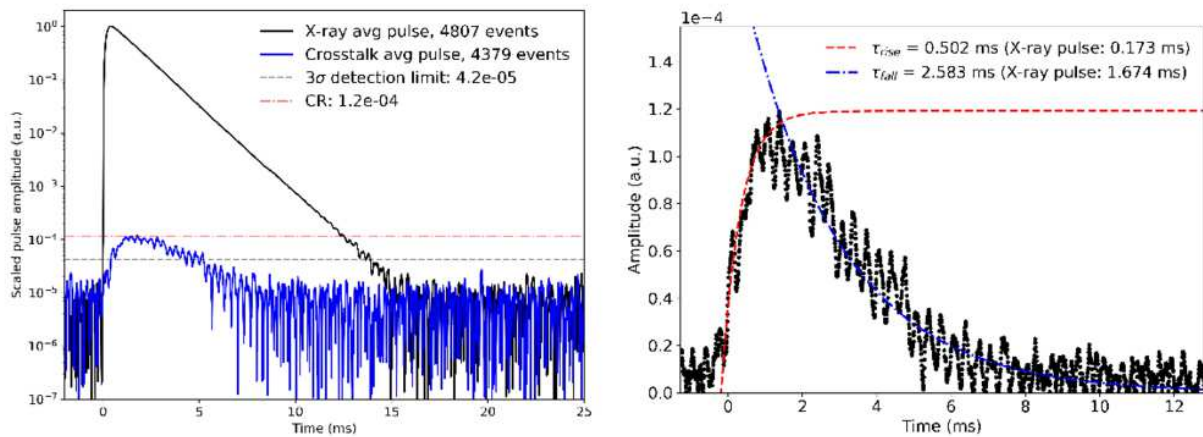 X-ray avg pulse, 4807 events
Crosstalk avg pulse, 4379 events
3σ detection limit: 4.2e-05
CR: 1.2e-04
Scaled pulse amplitude (a.u.)
10⁰
10⁻¹
10⁻²
10⁻³
10⁻⁴
10⁻⁵
10⁻⁶
10⁻⁷
0 5 10 15 20 25
Time (ms)
1e−4
τrise = 0.502 ms (X-ray pulse: 0.173 ms)
τfall = 2.583 ms (X-ray pulse: 1.674 ms)
Amplitude (a.u.)
1.4
1.2
1.0
0.8
0.6
0.4
0.2
0.0
0 2 4 6 8 10 12
Time (ms)